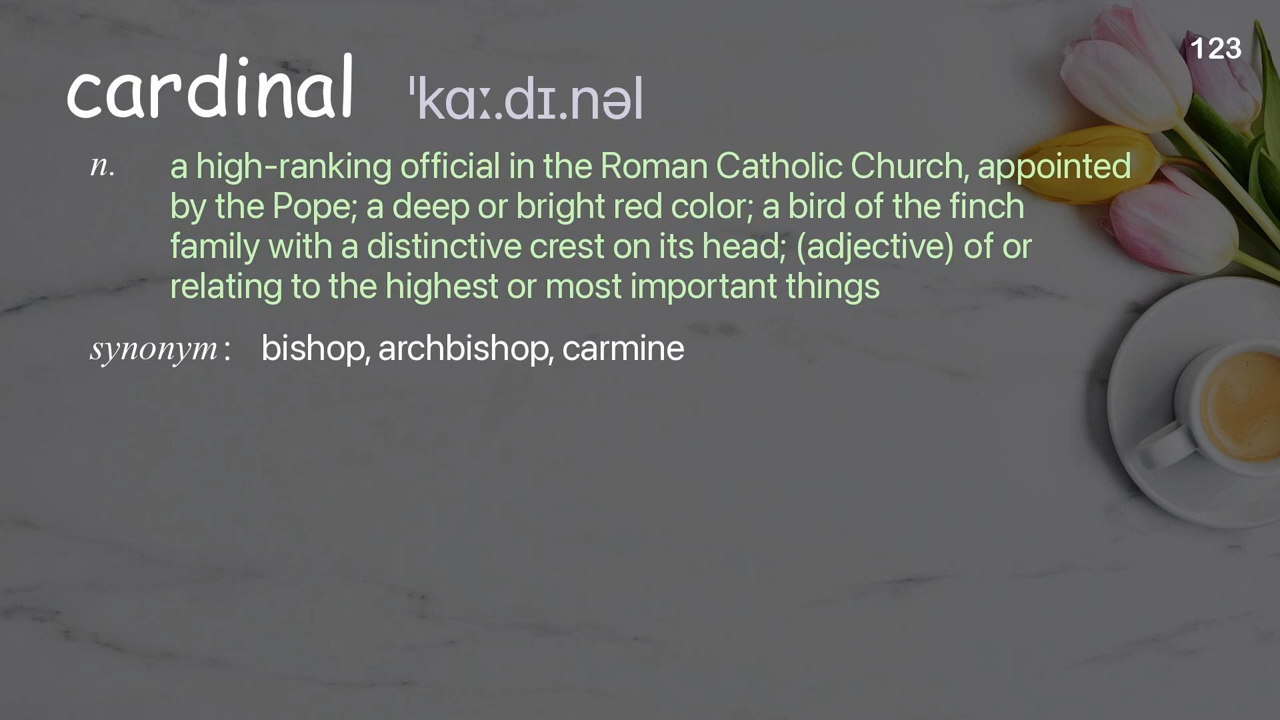 123
cardinal ˈkɑː.dɪ.nəl
n. a high-ranking official in the Roman Catholic Church, appointed
by the Pope; a deep or bright red color; a bird of the finch
family with a distinctive crest on its head; (adjective) of or
relating to the highest or most important things
synonym: bishop, archbishop, carmine